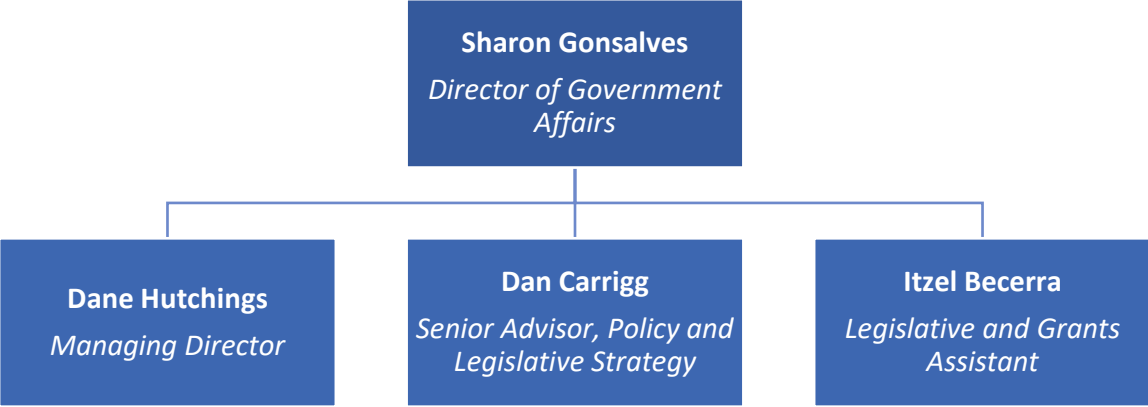 Sharon Gonsalves
Director of Government
Affairs
Dane Hutchings
Managing Director
Dan Carrigg
Senior Advisor, Policy and
Legislative Strategy
Itzel Becerra
Legislative and Grants
Assistant